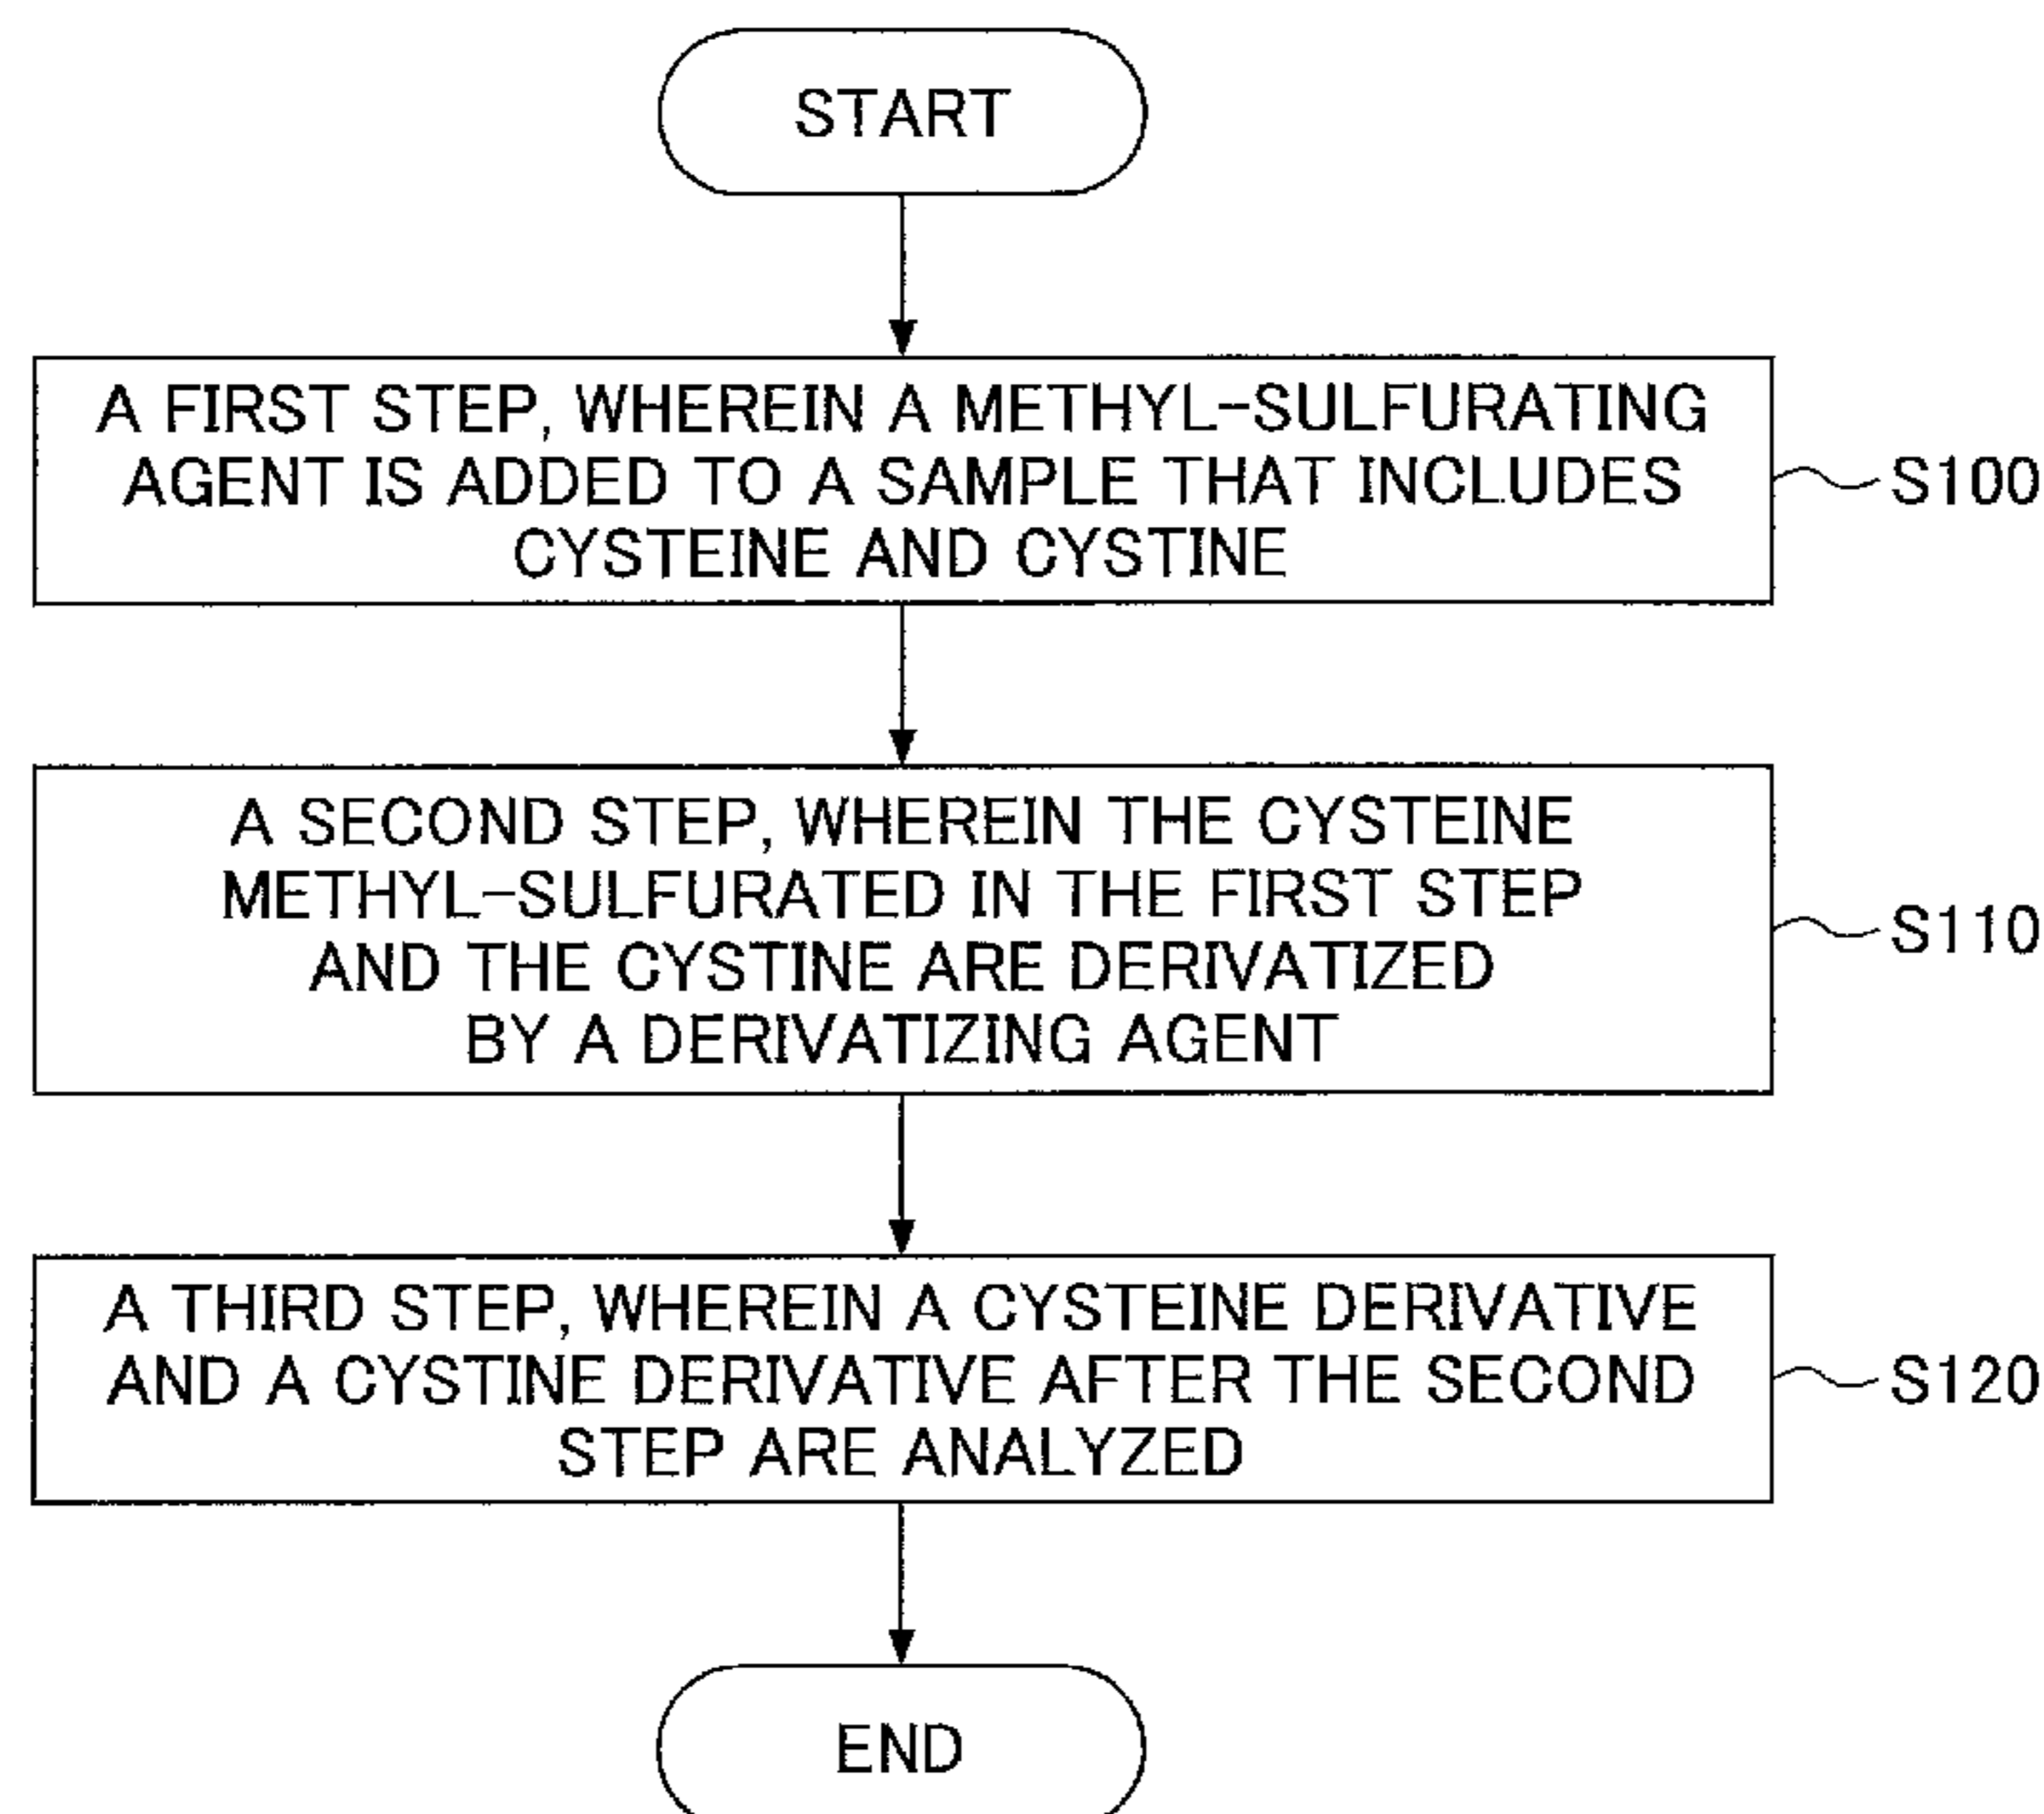 START
A FIRST STEP, WHEREIN A METHYL-SULFURATING
AGENT IS ADDED TO A SAMPLE THAT INCLUDES
CYSTEINE AND CYSTINE
S100
A SECOND STEP, WHEREIN THE CYSTEINE
METHYL-SULFURATED IN THE FIRST STEP
AND THE CYSTINE ARE DERIVATIZED
BY A DERIVATIZING AGENT
S110
A THIRD STEP, WHEREIN A CYSTEINE DERIVATIVE
AND A CYSTINE DERIVATIVE AFTER THE SECOND
STEP ARE ANALYZED
S120
END